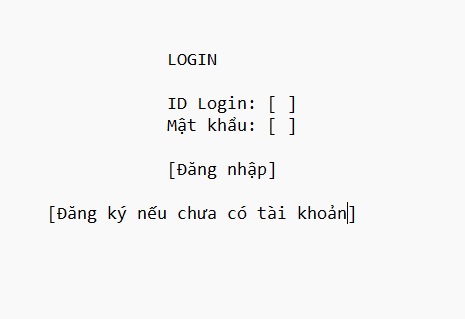 LOGIN
ID Login: [ ]
Mật khẩu: [ ]
[Đăng nhập]
[Đăng ký nếu chưa có tài khoản]